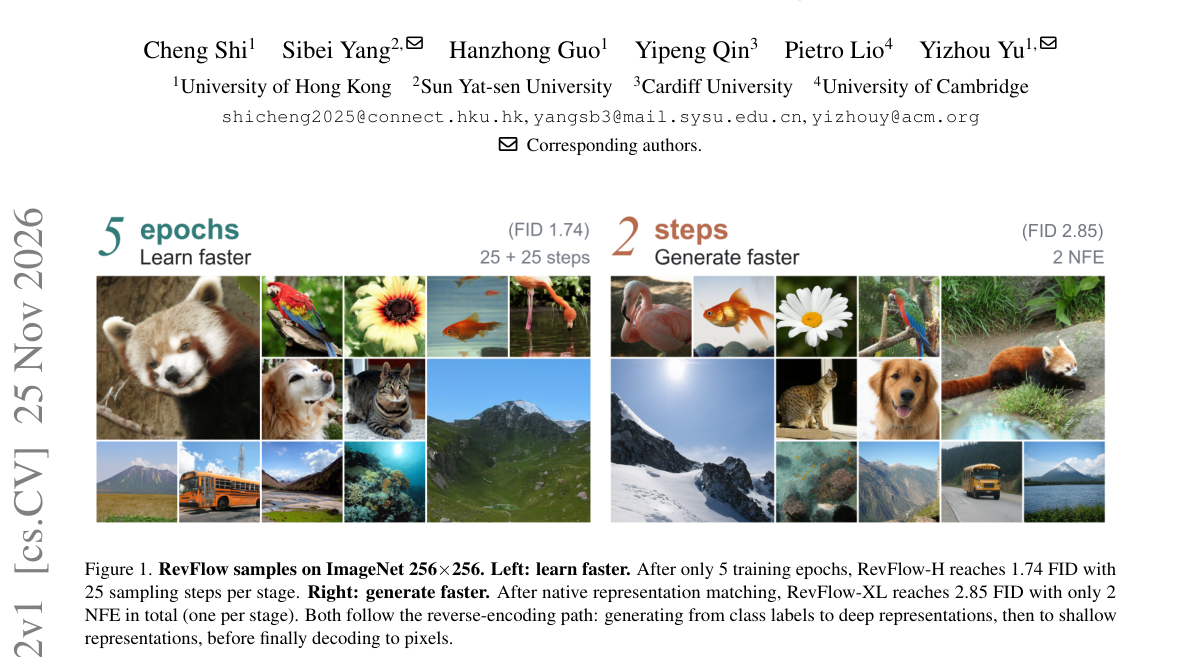 Cheng Shi¹ Sibei Yang²,✉ Hanzhong Guo¹ Yipeng Qin³ Pietro Lio⁴ Yizhou Yu¹,✉
¹University of Hong Kong ²Sun Yat-sen University ³Cardiff University ⁴University of Cambridge
shicheng2025@connect.hku.hk, yangsb3@mail.sysu.edu.cn, yizhouy@acm.org
✉ Corresponding authors.
5 epochs (FID 1.74)
Learn faster 25 + 25 steps
2 steps (FID 2.85)
Generate faster 2 NFE
2v1 [cs.CV] 25 Nov 2026
Figure 1. RevFlow samples on ImageNet 256×256. Left: learn faster. After only 5 training epochs, RevFlow-H reaches 1.74 FID with
25 sampling steps per stage. Right: generate faster. After native representation matching, RevFlow-XL reaches 2.85 FID with only 2
NFE in total (one per stage). Both follow the reverse-encoding path: generating from class labels to deep representations, then to shallow
representations, before finally decoding to pixels.